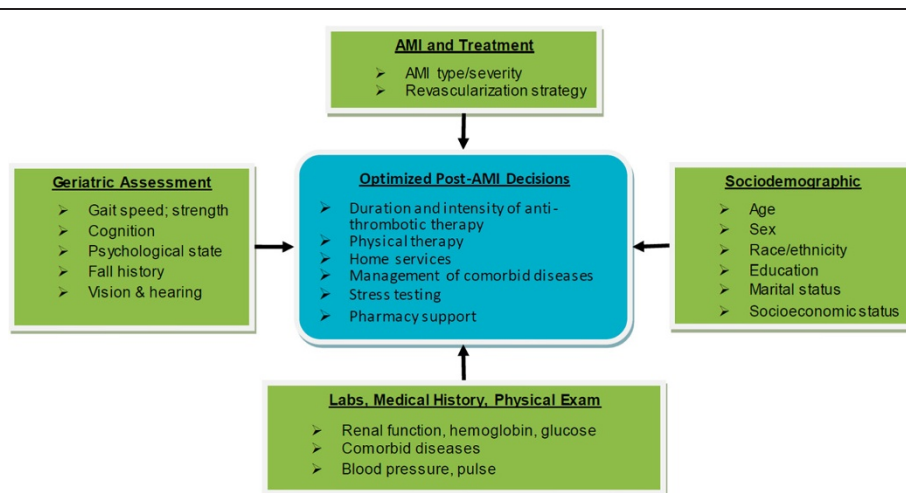 AMI and Treatment
➢ AMI type/severity
➢ Revascularization strategy
Geriatric Assessment
➢ Gait speed; strength
➢ Cognition
➢ Psychological state
➢ Fall history
➢ Vision & hearing
Optimized Post-AMI Decisions
➢ Duration and intensity of anti-
thrombotic therapy
➢ Physical therapy
➢ Home services
➢ Management of comorbid diseases
➢ Stress testing
➢ Pharmacy support
Sociodemographic
➢ Age
➢ Sex
➢ Race/ethnicity
➢ Education
➢ Marital status
➢ Socioeconomic status
Labs, Medical History, Physical Exam
➢ Renal function, hemoglobin, glucose
➢ Comorbid diseases
➢ Blood pressure, pulse